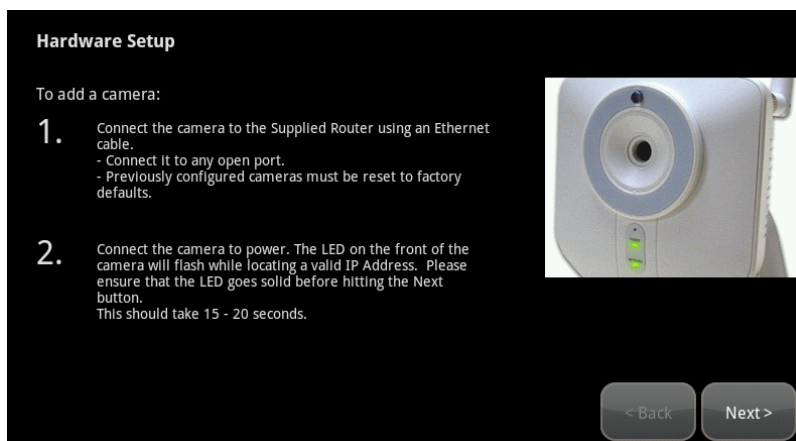 Hardware Setup
To add a camera:
1.
Connect the camera to the Supplied Router using an Ethernet
cable.
- Connect it to any open port.
- Previously configured cameras must be reset to factory
defaults.
2.
Connect the camera to power. The LED on the front of the
camera will flash while locating a valid IP Address.  Please
ensure that the LED goes solid before hitting the Next
button.
This should take 15 - 20 seconds.
< Back
Next >